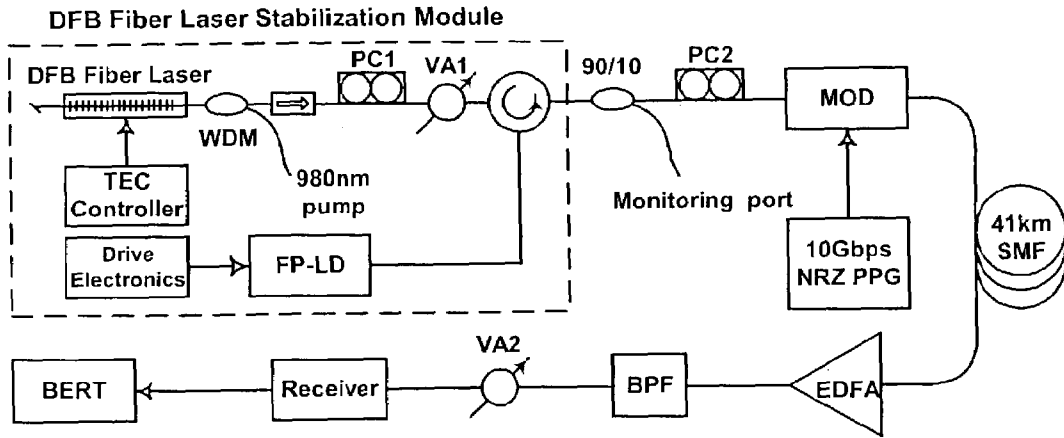 DFB Fiber Laser Stabilization Module
DFB Fiber Laser
PC1
VA1
90/10
PC2
MOD
WDM
TEC
Controller
980nm
pump
Monitoring port
Drive
Electronics
FP-LD
10Gbps
NRZ PPG
41km
SMF
BERT
Receiver
VA2
BPF
EDFA